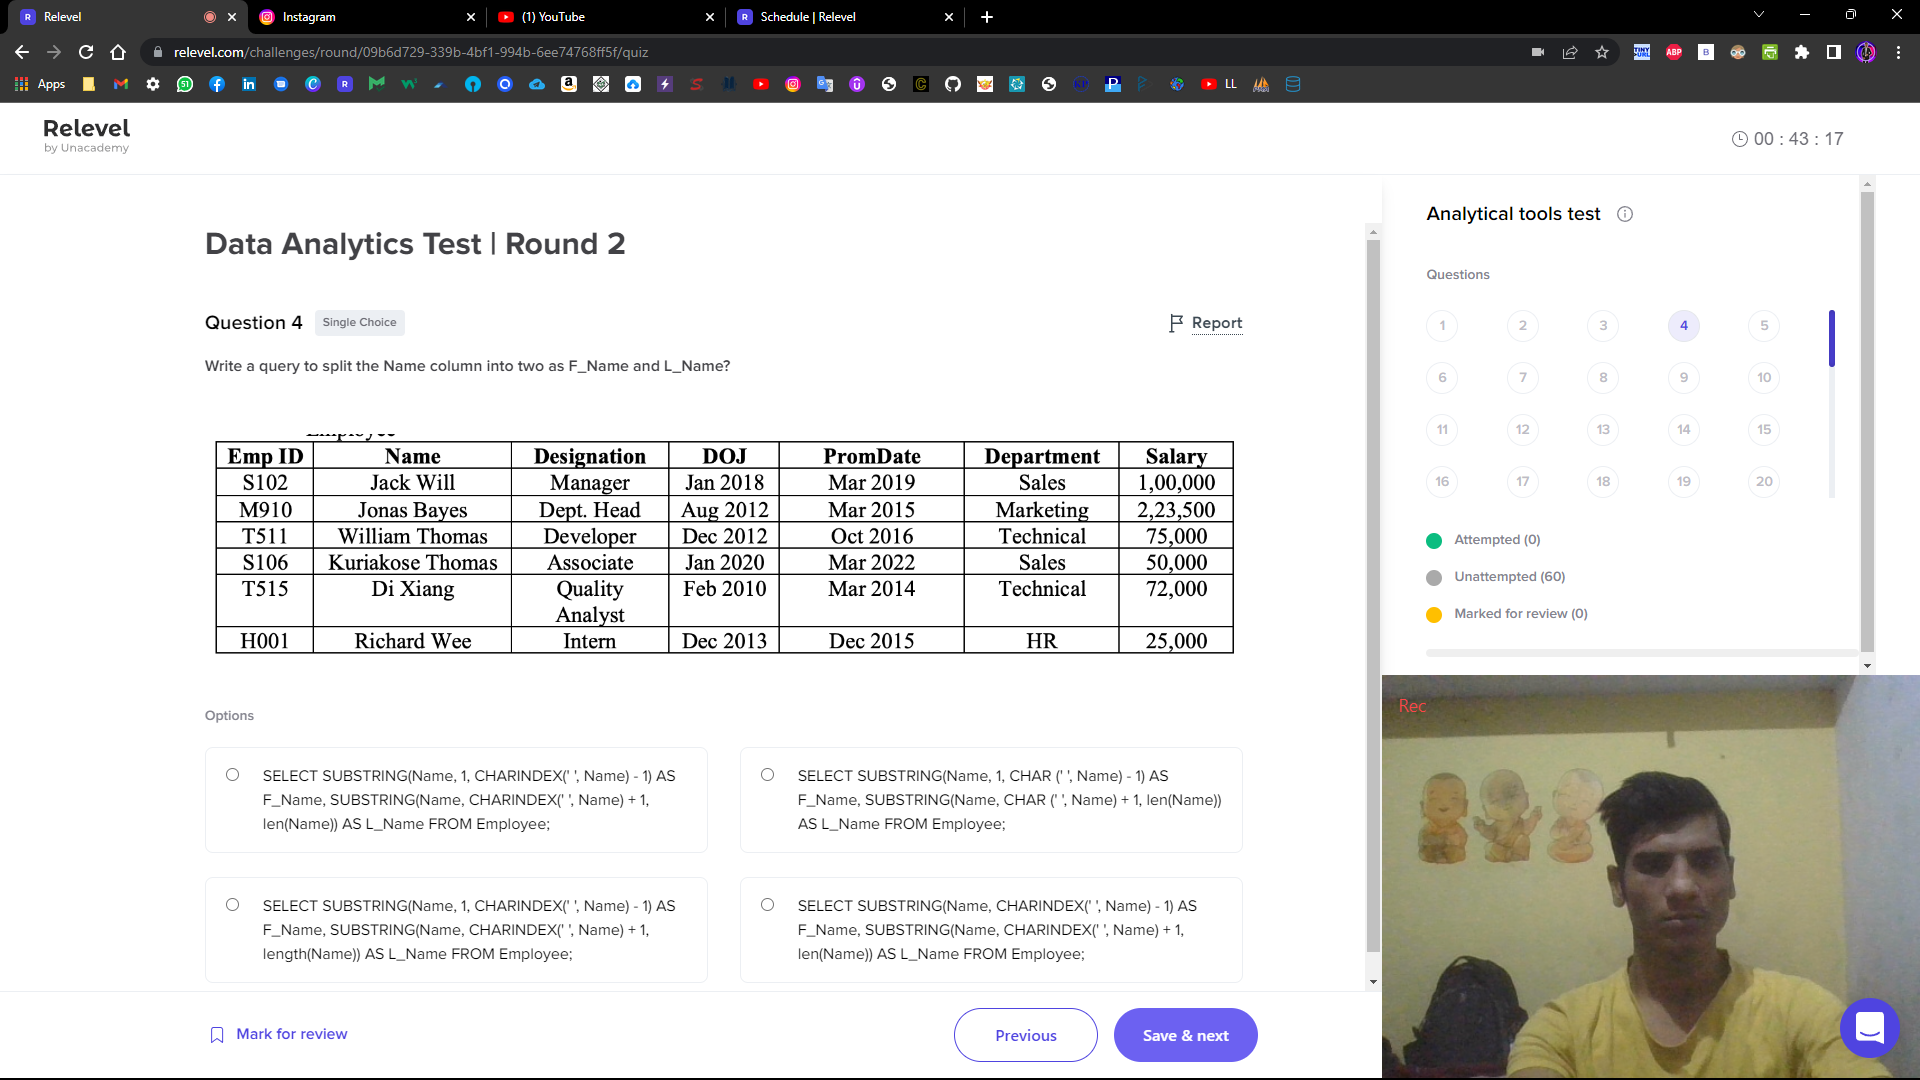 Relevel
Instagram
(1) YouTube
Schedule | Relevel
relevel.com/challenges/round/09b6d729-339b-4bf1-994b-6ee74768ff5f/quiz
Apps
LL
Relevel
by Unacademy
00 : 43 : 17
Data Analytics Test | Round 2
Question 4
Single Choice
Report
Write a query to split the Name column into two as F_Name and L_Name?
Employee
Emp ID Name Designation DOJ PromDate Department Salary
S102 Jack Will Manager Jan 2018 Mar 2019 Sales 1,00,000
M910 Jonas Bayes Dept. Head Aug 2012 Mar 2015 Marketing 2,23,500
T511 William Thomas Developer Dec 2012 Oct 2016 Technical 75,000
S106 Kuriakose Thomas Associate Jan 2020 Mar 2022 Sales 50,000
T515 Di Xiang Quality Feb 2010 Mar 2014 Technical 72,000
Analyst
H001 Richard Wee Intern Dec 2013 Dec 2015 HR 25,000
Options
SELECT SUBSTRING(Name, 1, CHARINDEX(' ', Name) - 1) AS
F_Name, SUBSTRING(Name, CHARINDEX(' ', Name) + 1,
len(Name)) AS L_Name FROM Employee;
SELECT SUBSTRING(Name, 1, CHAR (' ', Name) - 1) AS
F_Name, SUBSTRING(Name, CHAR (' ', Name) + 1, len(Name))
AS L_Name FROM Employee;
SELECT SUBSTRING(Name, 1, CHARINDEX(' ', Name) - 1) AS
F_Name, SUBSTRING(Name, CHARINDEX(' ', Name) + 1,
length(Name)) AS L_Name FROM Employee;
SELECT SUBSTRING(Name, CHARINDEX(' ', Name) - 1) AS
F_Name, SUBSTRING(Name, CHARINDEX(' ', Name) + 1,
len(Name)) AS L_Name FROM Employee;
Mark for review
Previous
Save & next
Analytical tools test
Questions
1 2 3 4 5
6 7 8 9 10
11 12 13 14 15
16 17 18 19 20
Attempted (0)
Unattempted (60)
Marked for review (0)
Rec